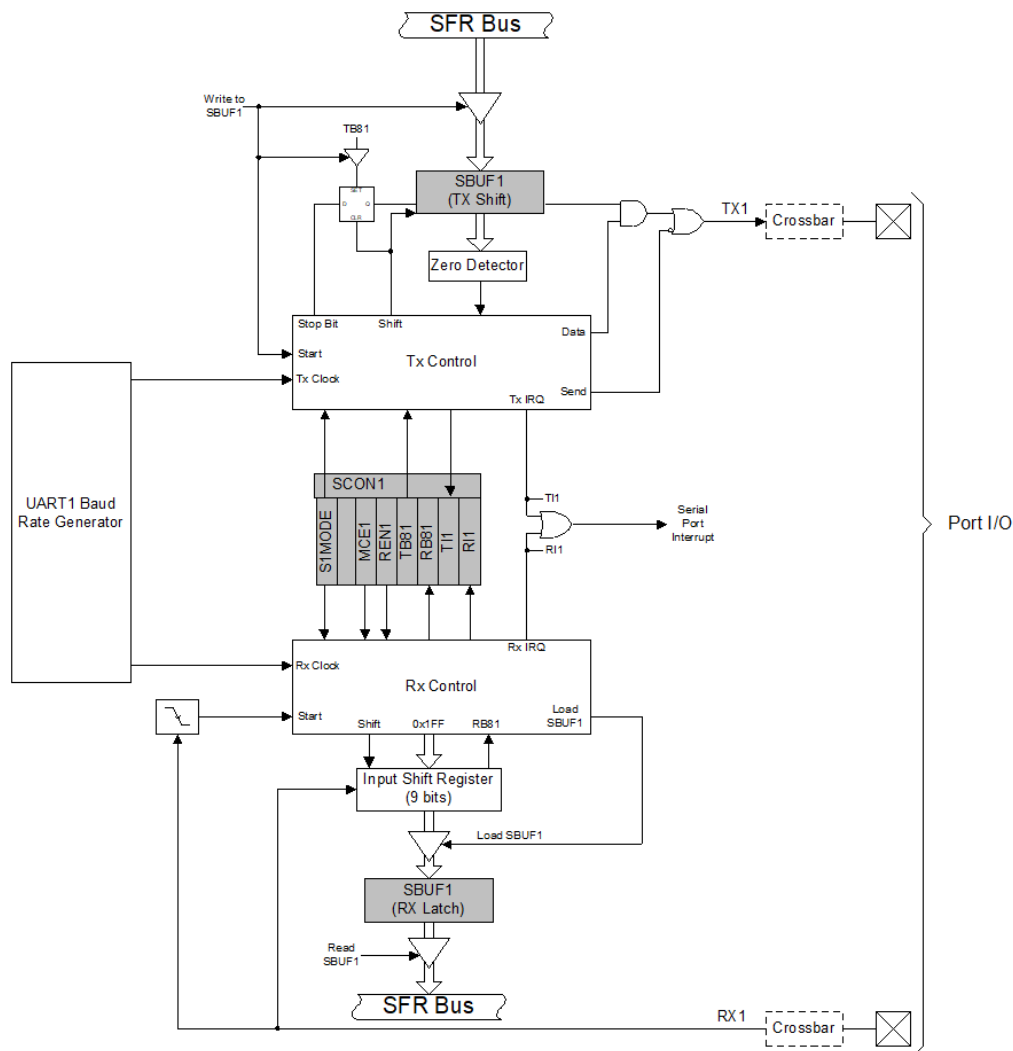 SFR Bus
Write to
SBUF1
TB81
SET
D Q
CLR
SBUF1
(TX Shift)
TX1
Crossbar
Zero Detector
Stop Bit
Shift
Data
Start
Tx Control
Tx Clock
Send
Tx IRQ
UART1 Baud
Rate Generator
SCON1
S1MODE
MCE1
REN1
TB81
RB81
TI1
RI1
TI1
Serial
Port
Interrupt
RI1
Port I/O
Rx IRQ
Rx Clock
Rx Control
Start
Load
SBUF1
Shift
0x1FF
RB81
Input Shift Register
(9 bits)
Load SBUF1
SBUF1
(RX Latch)
Read
SBUF1
SFR Bus
RX1
Crossbar